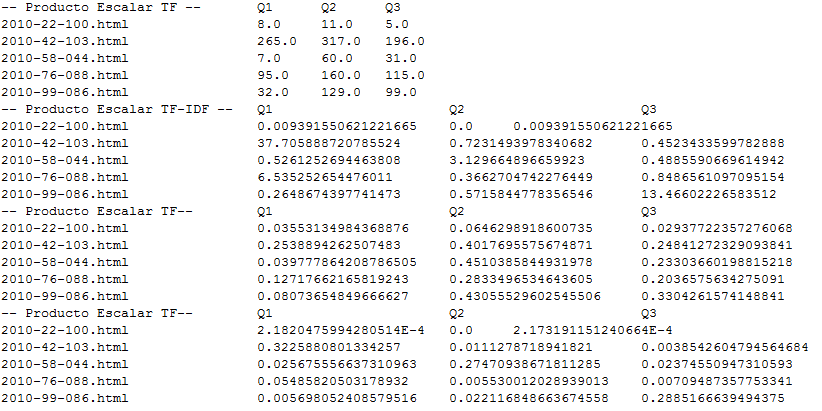 -- Producto Escalar TF -- Q1 Q2 Q3
2010-22-100.html 8.0 11.0 5.0
2010-42-103.html 265.0 317.0 196.0
2010-58-044.html 7.0 60.0 31.0
2010-76-088.html 95.0 160.0 115.0
2010-99-086.html 32.0 129.0 99.0
-- Producto Escalar TF-IDF -- Q1 Q2 Q3
2010-22-100.html 0.009391550621221665 0.0 0.009391550621221665
2010-42-103.html 37.705888720785524 0.7231493978340682 0.4523433599782888
2010-58-044.html 0.5261252694463808 3.129664896659923 0.4885590669614942
2010-76-088.html 6.535252654476011 0.3662704742276449 0.8486561097095154
2010-99-086.html 0.2648674397741473 0.5715844778356546 13.46602226583512
-- Producto Escalar TF-- Q1 Q2 Q3
2010-22-100.html 0.03553134984368876 0.0646298918600735 0.02937722357276068
2010-42-103.html 0.2538894262507483 0.4017695575674871 0.24841272329093841
2010-58-044.html 0.039777864208786505 0.4510385844931978 0.23303660198815218
2010-76-088.html 0.12717662165819243 0.2833496534643605 0.2036575634275091
2010-99-086.html 0.08073654849666627 0.43055529602545506 0.3304261574148841
-- Producto Escalar TF-- Q1 Q2 Q3
2010-22-100.html 2.1820475994280514E-4 0.0 2.173191151240664E-4
2010-42-103.html 0.3225880801334257 0.0111278718941821 0.0038542604794564684
2010-58-044.html 0.025675556637310963 0.27470938671811285 0.02374550947310593
2010-76-088.html 0.05485820503178932 0.005530012028939013 0.00709487357753341
2010-99-086.html 0.005698052408579516 0.022116848663674558 0.2885166639494375